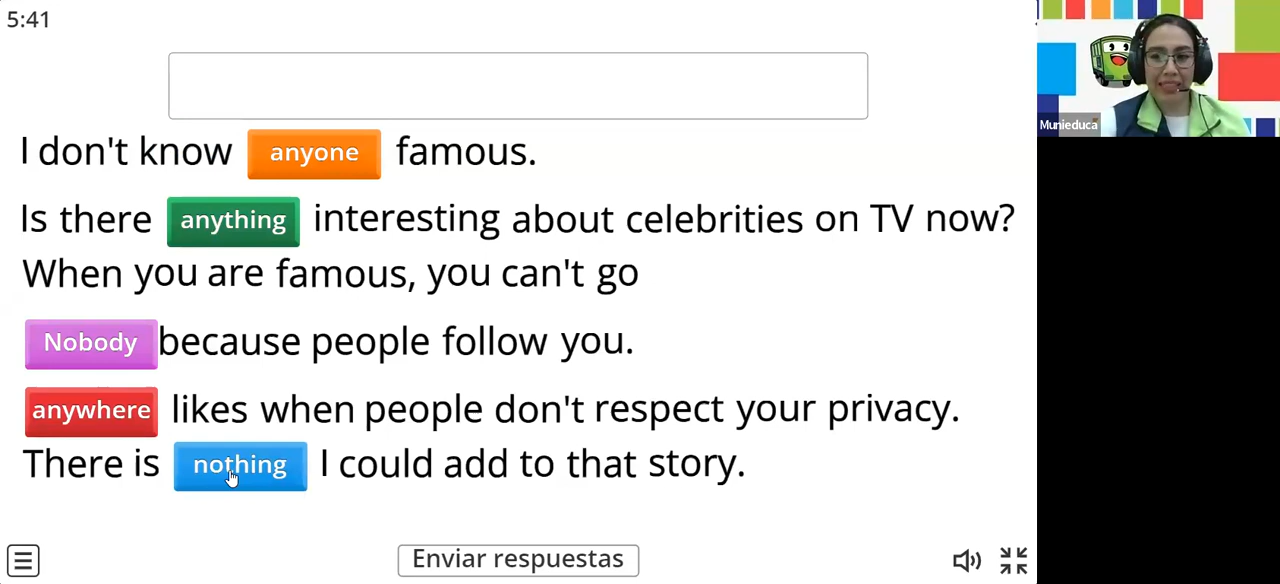 5:41
I don't know anyone famous.
Is there anything interesting about celebrities on TV now?
When you are famous, you can't go
Nobody because people follow you.
anywhere likes when people don't respect your privacy.
There is nothing I could add to that story.
Enviar respuestas
Munieduca